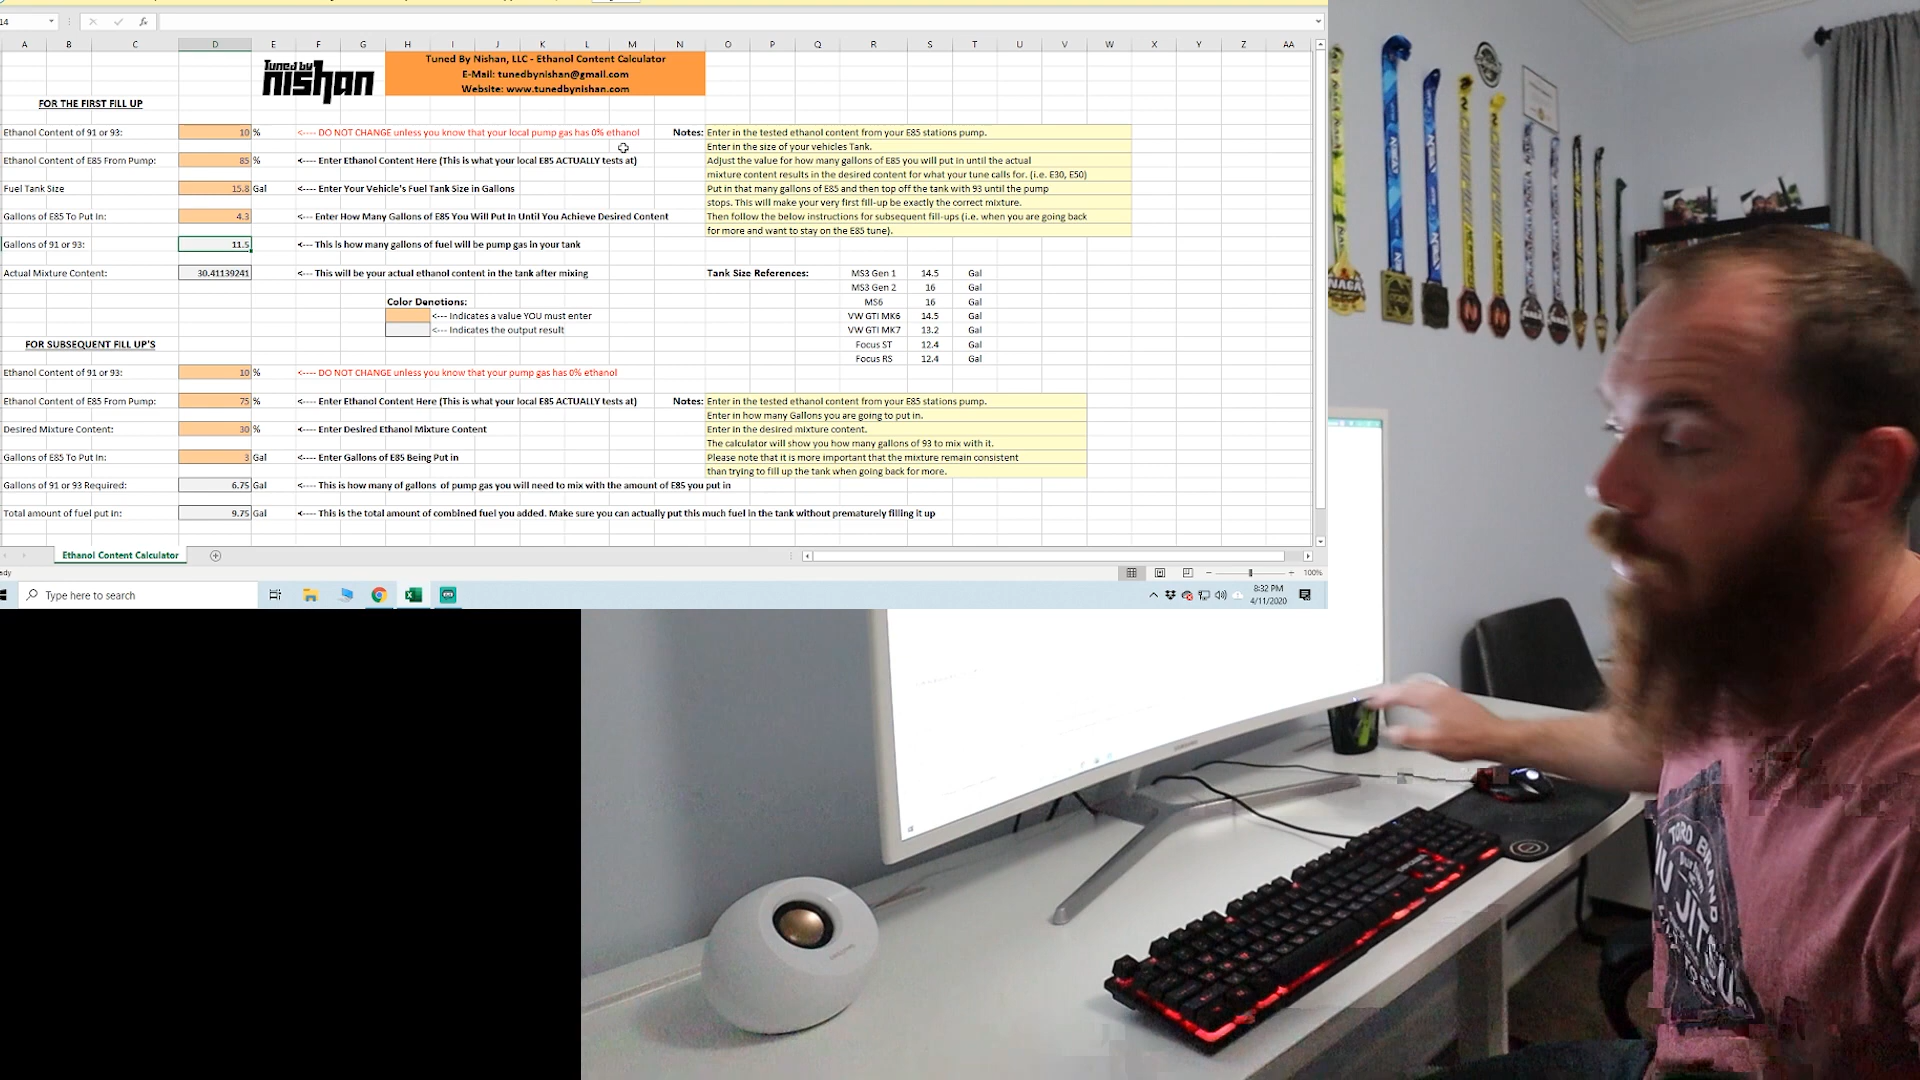 14
A B C D E F G H I J K L M N O P Q R S T U V W X Y Z AA
Tuned by nishan
Tuned By Nishan, LLC - Ethanol Content Calculator
E-Mail: tunedbynishan@gmail.com
Website: www.tunedbynishan.com
FOR THE FIRST FILL UP
Ethanol Content of 91 or 93: 10 % <---- DO NOT CHANGE unless you know that your local pump gas has 0% ethanol Notes: Enter in the tested ethanol content from your E85 stations pump.
Enter in the size of your vehicles Tank.
Ethanol Content of E85 From Pump: 85 % <---- Enter Ethanol Content Here (This is what your local E85 ACTUALLY tests at) Adjust the value for how many gallons of E85 you will put in until the actual
mixture content results in the desired content for what your tune calls for. (i.e. E30, E50)
Fuel Tank Size 15.8 Gal <---- Enter Your Vehicle's Fuel Tank Size in Gallons Put in that many gallons of E85 and then top off the tank with 93 until the pump
stops. This will make your very first fill-up be exactly the correct mixture.
Gallons of E85 To Put In: 4.3 <--- Enter How Many Gallons of E85 You Will Put In Until You Achieve Desired Content Then follow the below instructions for subsequent fill-ups (i.e. when you are going back
for more and want to stay on the E85 tune).
Gallons of 91 or 93: 11.5 <--- This is how many gallons of fuel will be pump gas in your tank
Actual Mixture Content: 30.41139241 <--- This will be your actual ethanol content in the tank after mixing Tank Size References: MS3 Gen 1 14.5 Gal
MS3 Gen 2 16 Gal
Color Denotions: MS6 16 Gal
<--- Indicates a value YOU must enter VW GTI MK6 14.5 Gal
<--- Indicates the output result VW GTI MK7 13.2 Gal
FOR SUBSEQUENT FILL UP'S Focus ST 12.4 Gal
Focus RS 12.4 Gal
Ethanol Content of 91 or 93: 10 % <---- DO NOT CHANGE unless you know that your pump gas has 0% ethanol
Ethanol Content of E85 From Pump: 75 % <---- Enter Ethanol Content Here (This is what your local E85 ACTUALLY tests at) Notes: Enter in the tested ethanol content from your E85 stations pump.
Enter in how many Gallons you are going to put in.
Desired Mixture Content: 30 % <---- Enter Desired Ethanol Mixture Content Enter in the desired mixture content.
The calculator will show you how many gallons of 93 to mix with it.
Gallons of E85 To Put In: 3 Gal <---- Enter Gallons of E85 Being Put in Please note that it is more important that the mixture remain consistent
than trying to fill up the tank when going back for more.
Gallons of 91 or 93 Required: 6.75 Gal <---- This is how many of gallons of pump gas you will need to mix with the amount of E85 you put in
Total amount of fuel put in: 9.75 Gal <---- This is the total amount of combined fuel you added. Make sure you can actually put this much fuel in the tank without prematurely filling it up
Ethanol Content Calculator
100%
Type here to search
8:32 PM
4/11/2020
NAGA
TORO BRAND
JIU JITSU